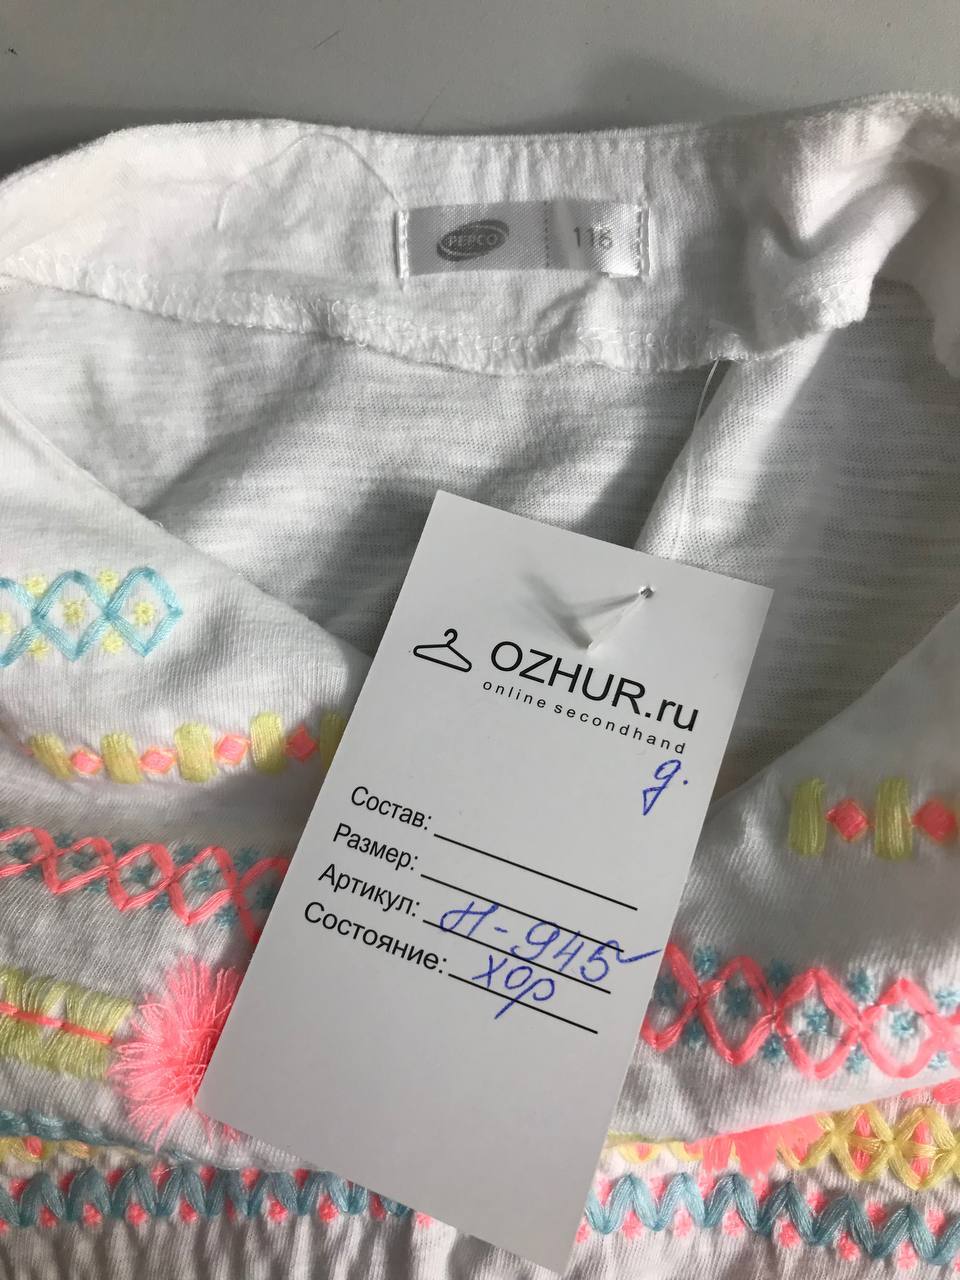 PEPCO 116
OZHUR.ru
online secondhand
д.
Состав:
Размер:
Артикул: Н-945
Состояние: хор